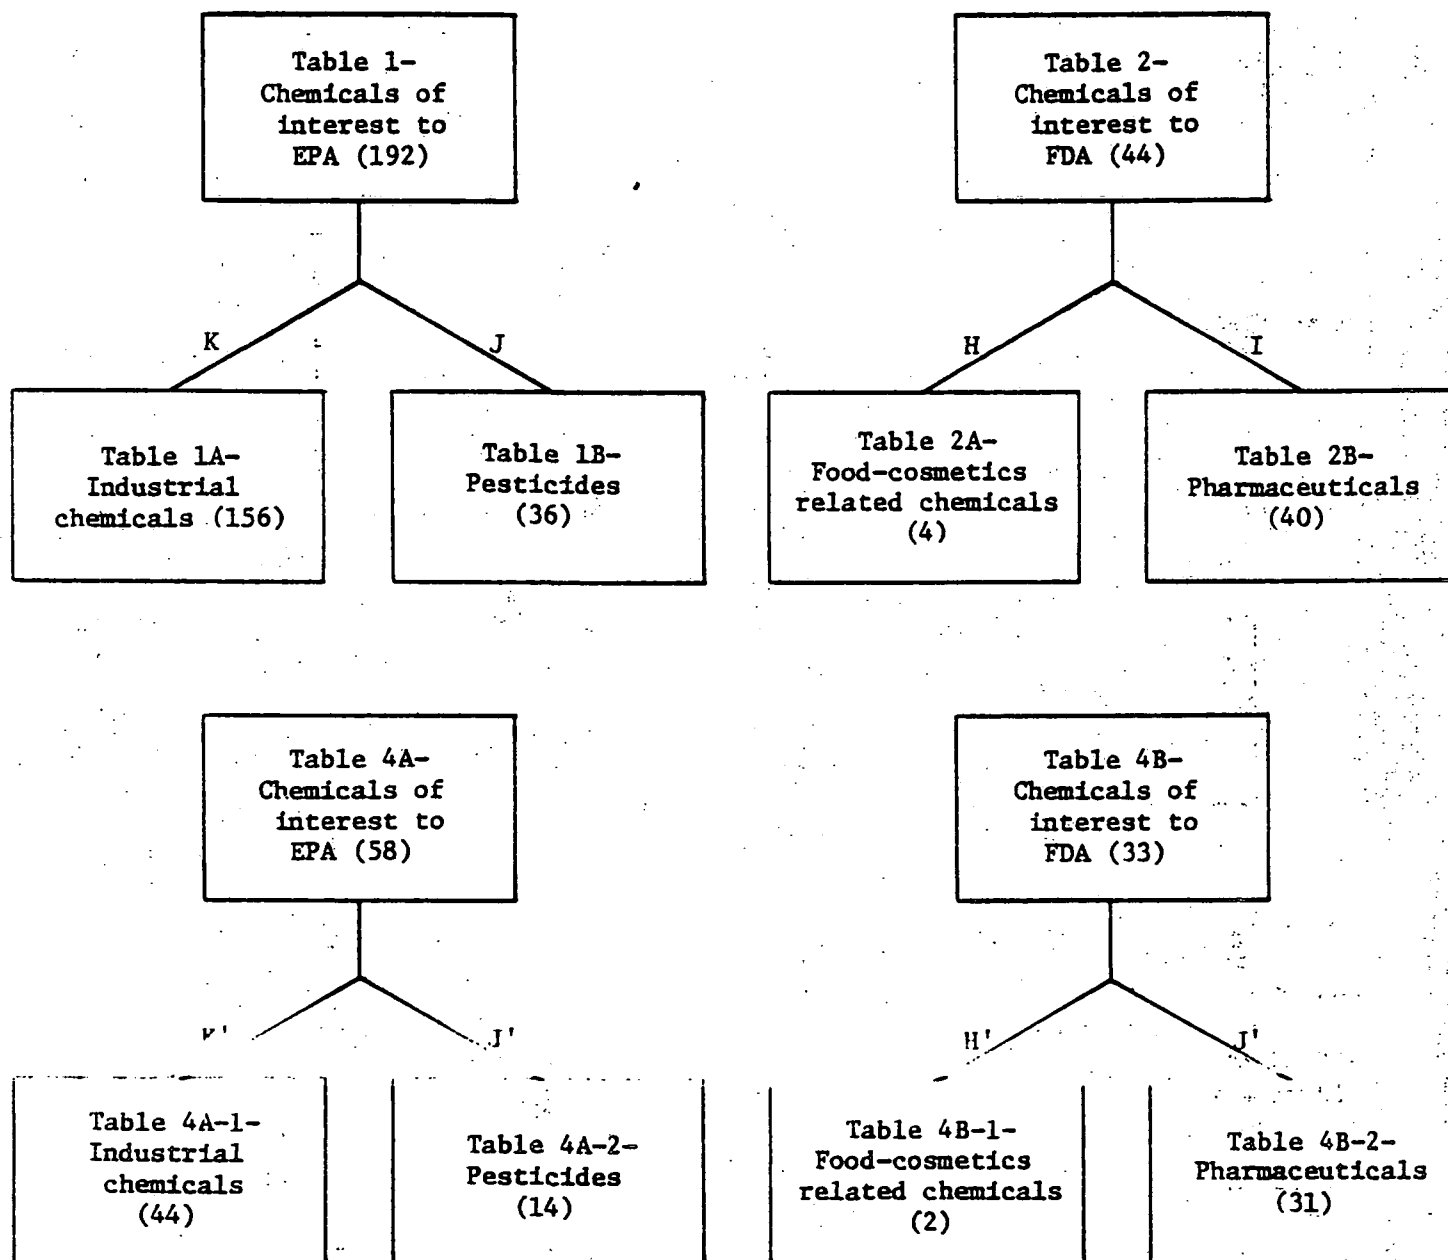 Table 1-
Chemicals of
interest to
EPA (192)
Table 2-
Chemicals of
interest to
FDA (44)
K
J
H
I
Table 1A-
Industrial
chemicals (156)
Table 1B-
Pesticides
(36)
Table 2A-
Food-cosmetics
related chemicals
(4)
Table 2B-
Pharmaceuticals
(40)
Table 4A-
Chemicals of
interest to
EPA (58)
Table 4B-
Chemicals of
interest to
FDA (33)
K'
J'
H'
J'
Table 4A-1-
Industrial
chemicals
(44)
Table 4A-2-
Pesticides
(14)
Table 4B-1-
Food-cosmetics
related chemicals
(2)
Table 4B-2-
Pharmaceuticals
(31)